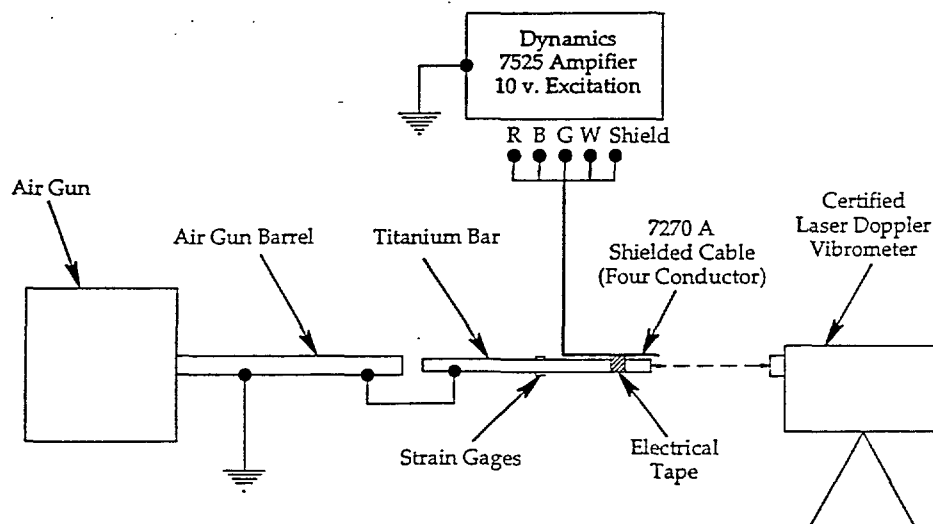 Dynamics
7525 Ampifier
10 v. Excitation
R B G W Shield
Air Gun
Air Gun Barrel
Titanium Bar
7270 A
Shielded Cable
(Four Conductor)
Certified
Laser Doppler
Vibrometer
Strain Gages
Electrical
Tape